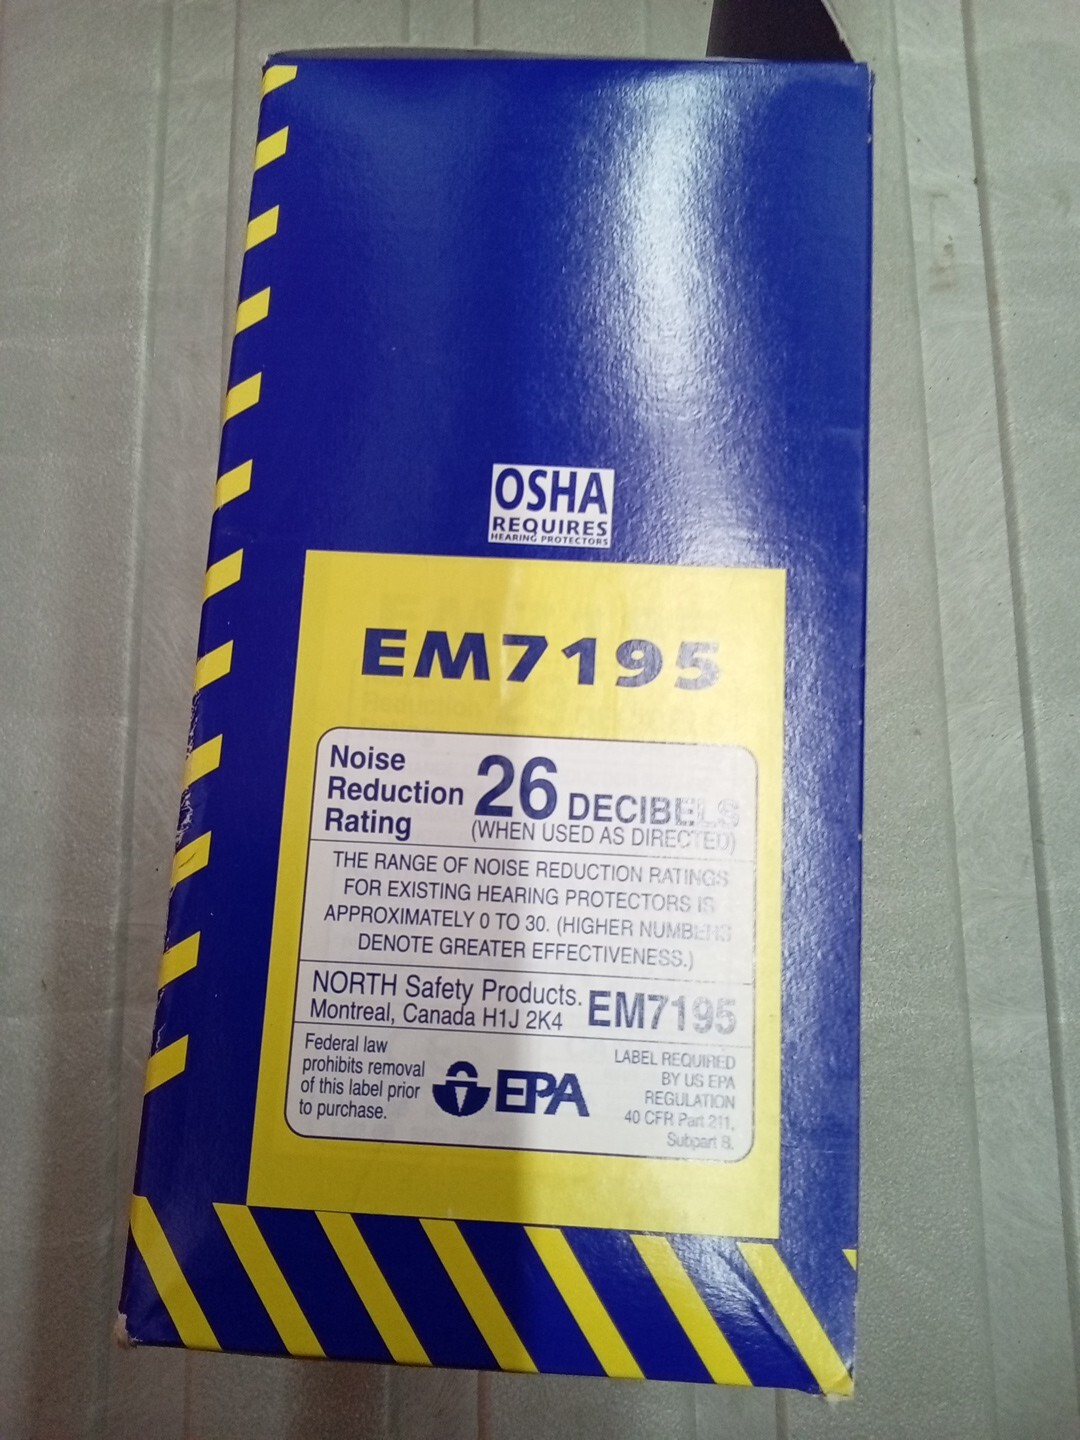 OSHA
REQUIRES
HEARING PROTECTORS
EM7195
Noise
Reduction
Rating
26 DECIBELS
(WHEN USED AS DIRECTED)
THE RANGE OF NOISE REDUCTION RATINGS
FOR EXISTING HEARING PROTECTORS IS
APPROXIMATELY 0 TO 30. (HIGHER NUMBERS
DENOTE GREATER EFFECTIVENESS.)
NORTH Safety Products.
Montreal, Canada H1J 2K4
EM7195
Federal law
prohibits removal
of this label prior
to purchase.
EPA
LABEL REQUIRED
BY US EPA
REGULATION
40 CFR Part 211,
Subpart B.